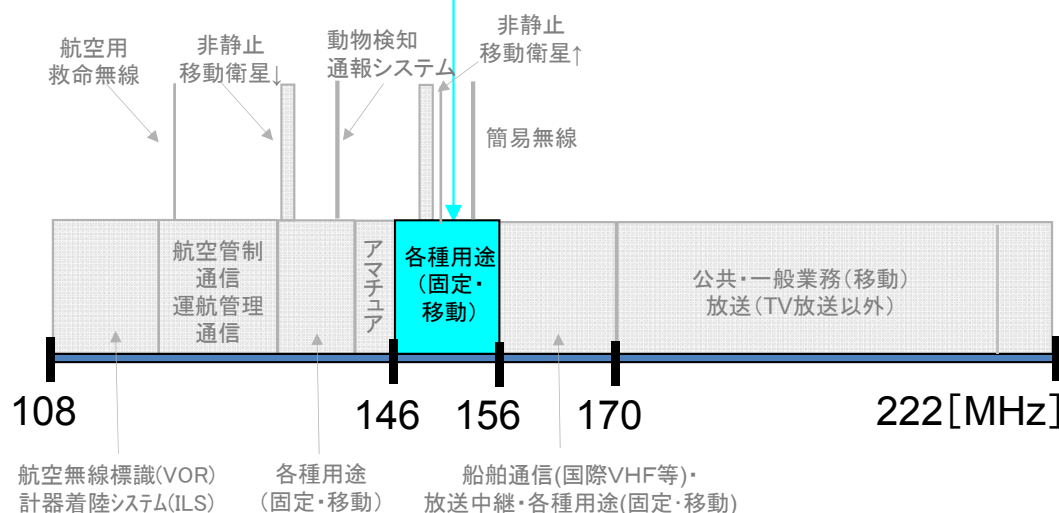 航空用
救命無線
非静止
移動衛星↓
動物検知
通報システム
非静止
移動衛星↑
簡易無線
航空管制
通信
運航管理
通信
アマチュア
各種用途
(固定・
移動)
公共・一般業務(移動)
放送(TV放送以外)
108
146
156
170
222[MHz]
航空無線標識(VOR)
計器着陸システム(ILS)
各種用途
(固定・移動)
船舶通信(国際VHF等)・
放送中継・各種用途(固定・移動)